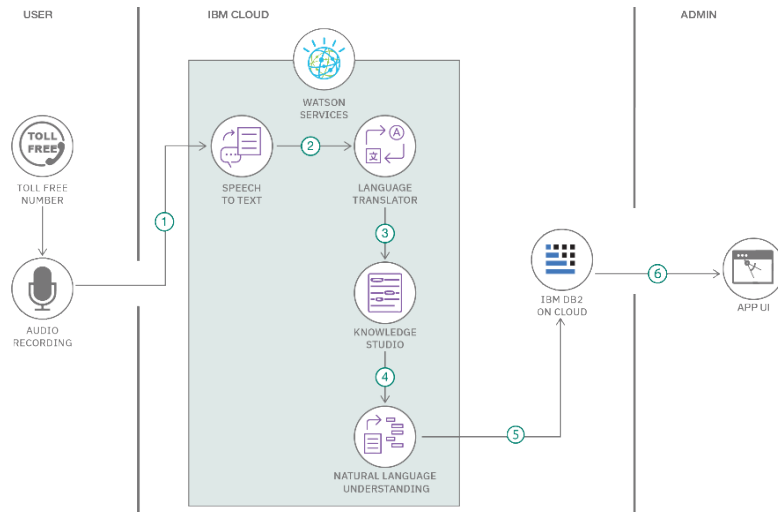 USER
IBM CLOUD
ADMIN
WATSON
SERVICES
TOLL
FREE
TOLL FREE
NUMBER
SPEECH
TO TEXT
2
A
文
LANGUAGE
TRANSLATOR
1
3
AUDIO
RECORDING
KNOWLEDGE
STUDIO
IBM DB2
ON CLOUD
6
APP UI
4
NATURAL LANGUAGE
UNDERSTANDING
5